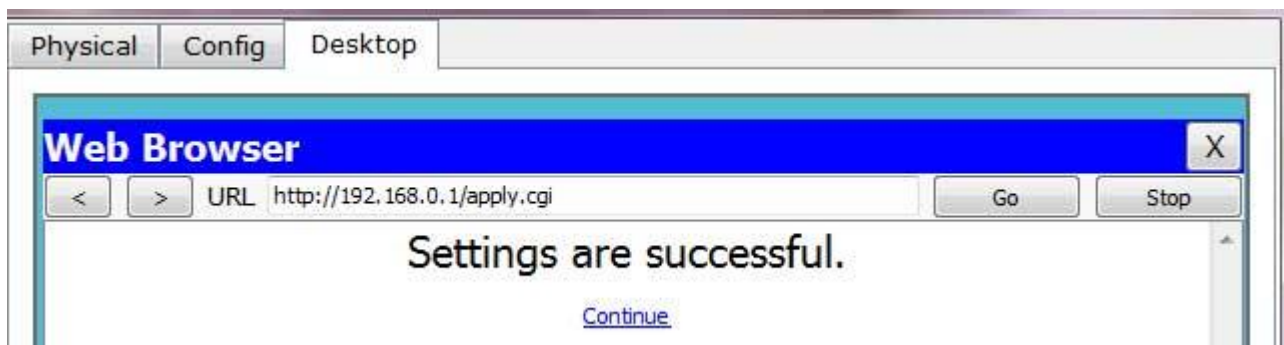 Physical Config Desktop
Web Browser X
< > URL http://192.168.0.1/apply.cgi Go Stop
Settings are successful.
Continue